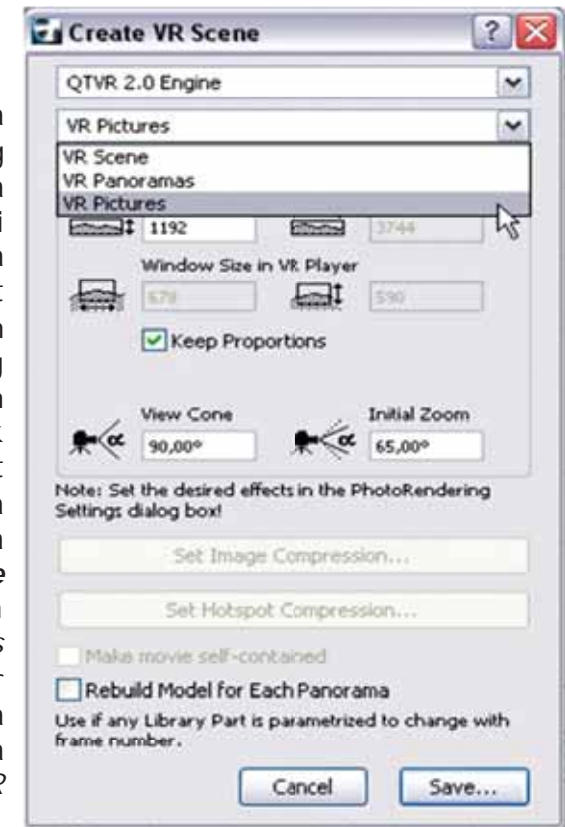 Create VR Scene
QTVR 2.0 Engine
VR Pictures
VR Scene
VR Panoramas
VR Pictures
1192 3744
Window Size in VR Player
678 590
Keep Proportions
View Cone Initial Zoom
α 90,00° α 65,00°
Note: Set the desired effects in the PhotoRendering
Settings dialog box!
Set Image Compression...
Set Hotspot Compression...
Make movie self-contained
Rebuild Model for Each Panorama
Use if any Library Part is parametrized to change with
frame number.
Cancel Save...